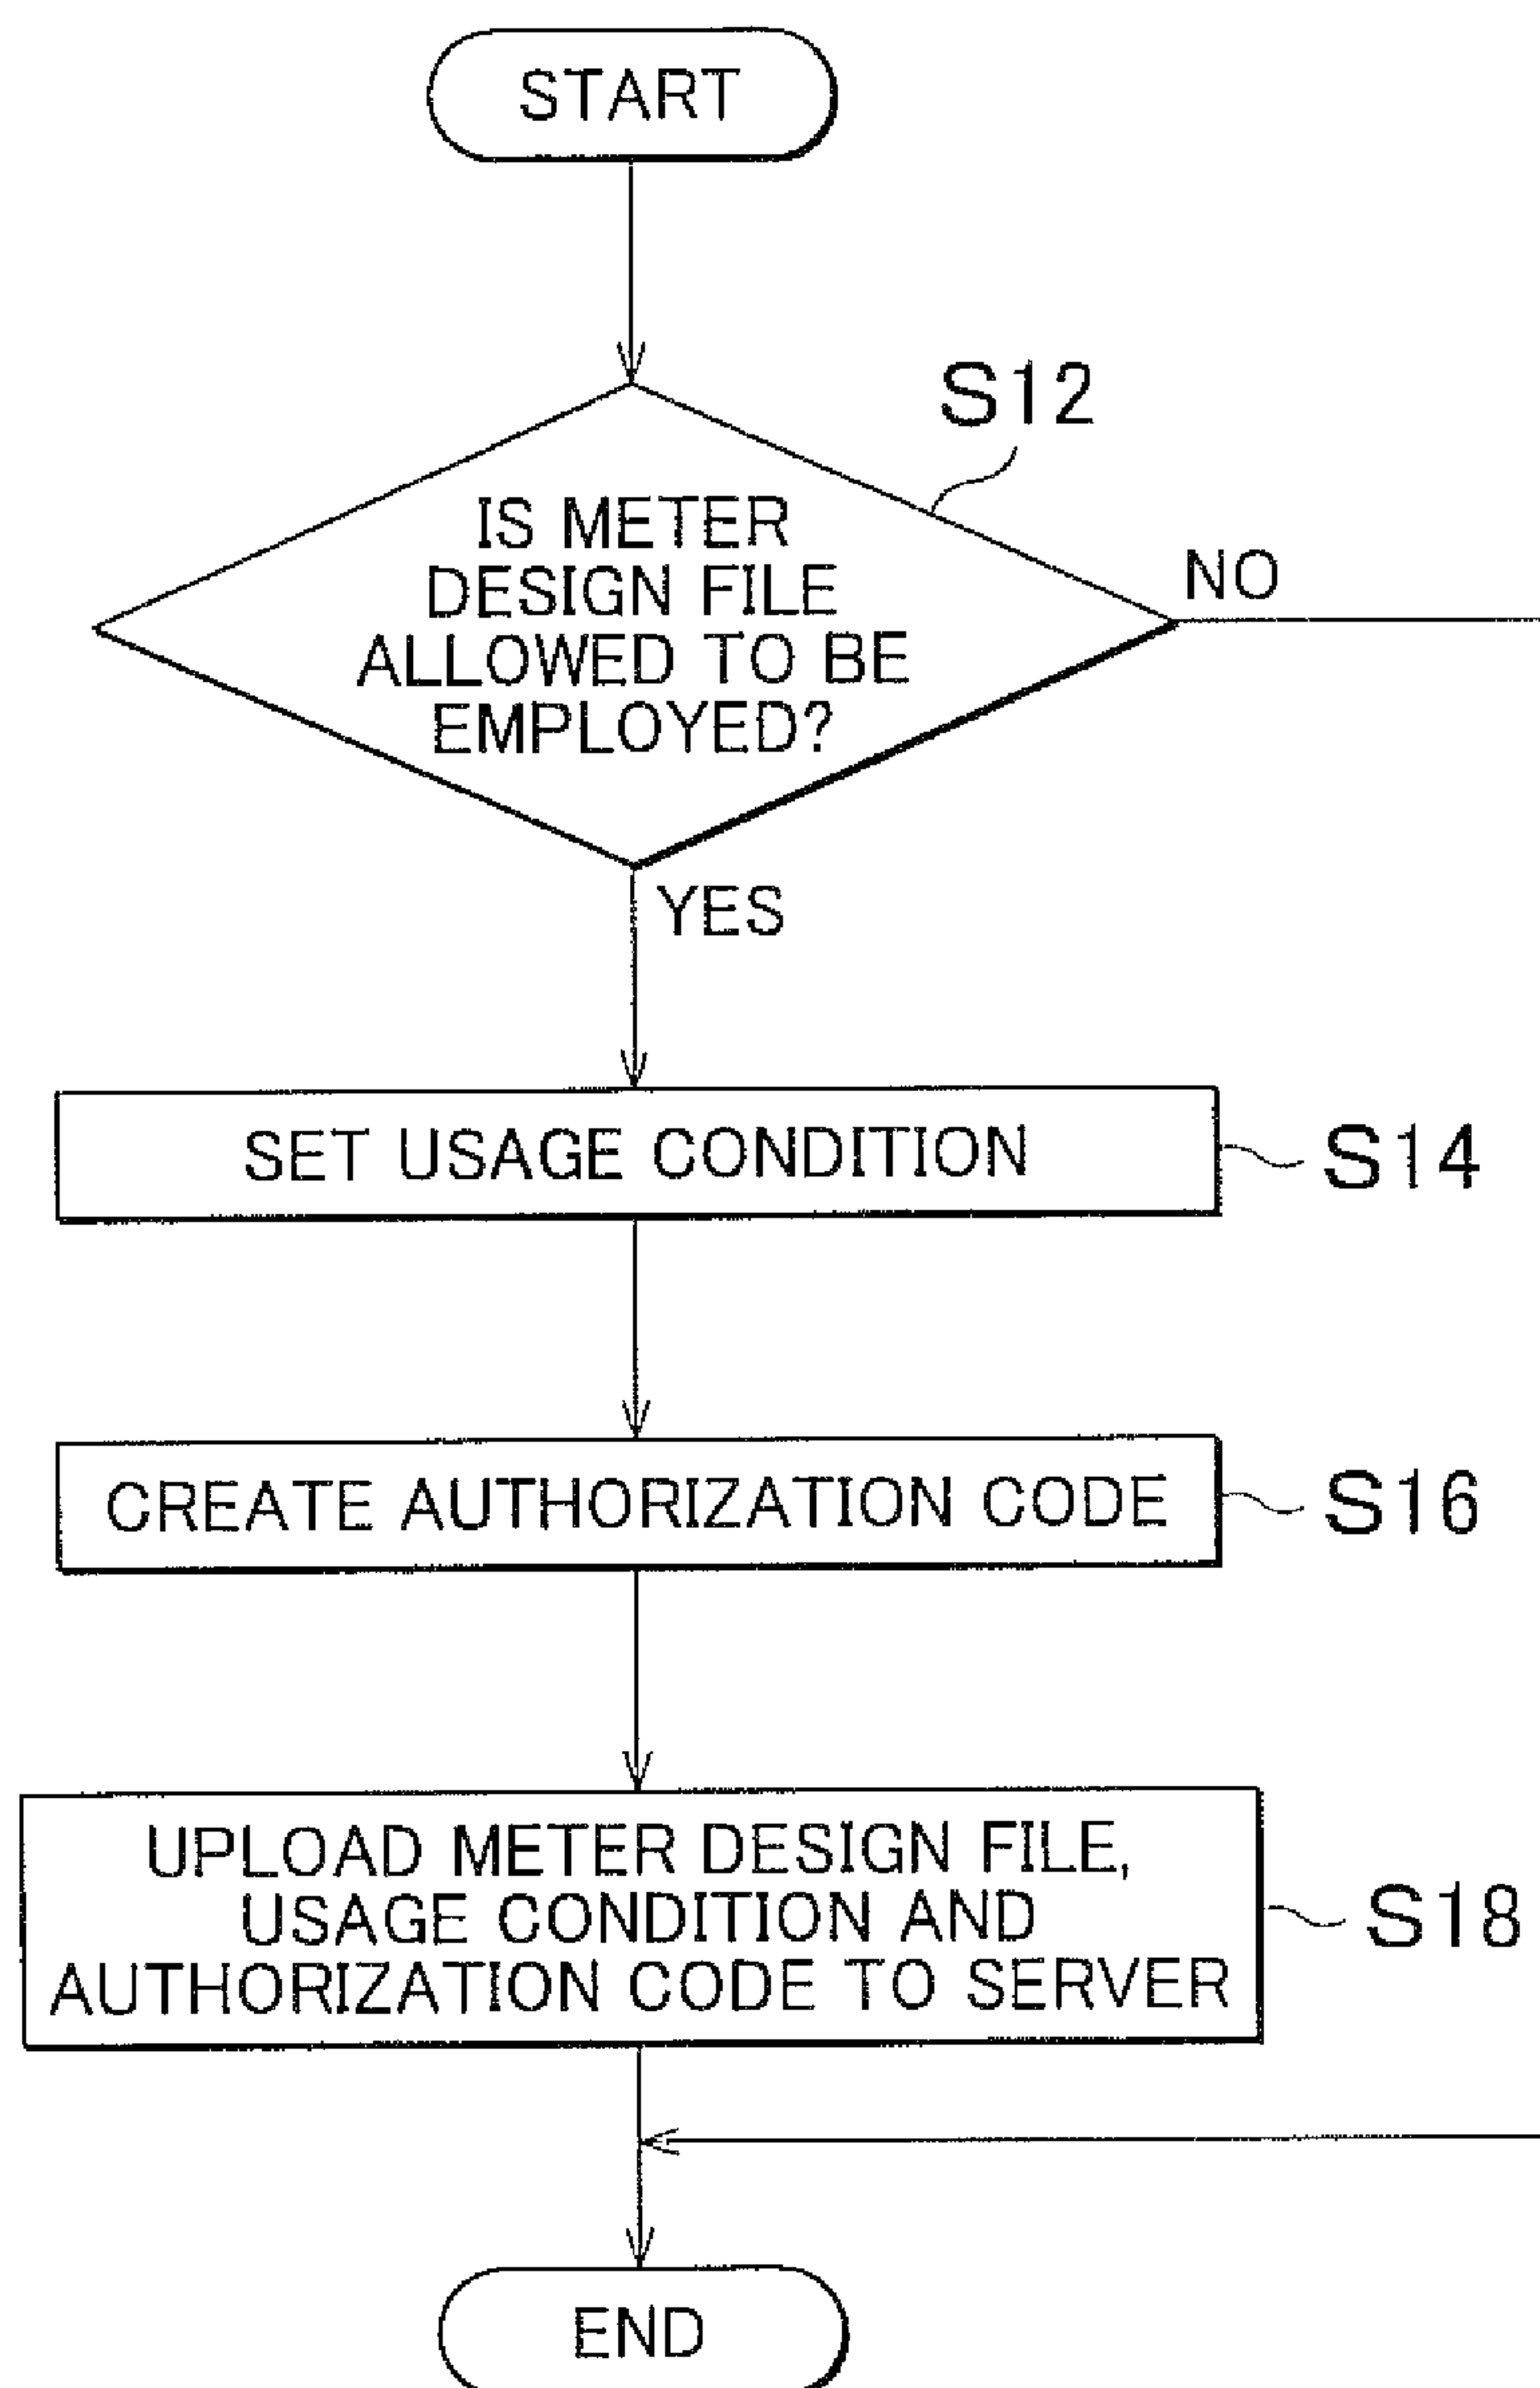 START
S12
IS METER
DESIGN FILE
ALLOWED TO BE
EMPLOYED?
NO
YES
SET USAGE CONDITION
S14
CREATE AUTHORIZATION CODE
S16
UPLOAD METER DESIGN FILE,
USAGE CONDITION AND
AUTHORIZATION CODE TO SERVER
S18
END